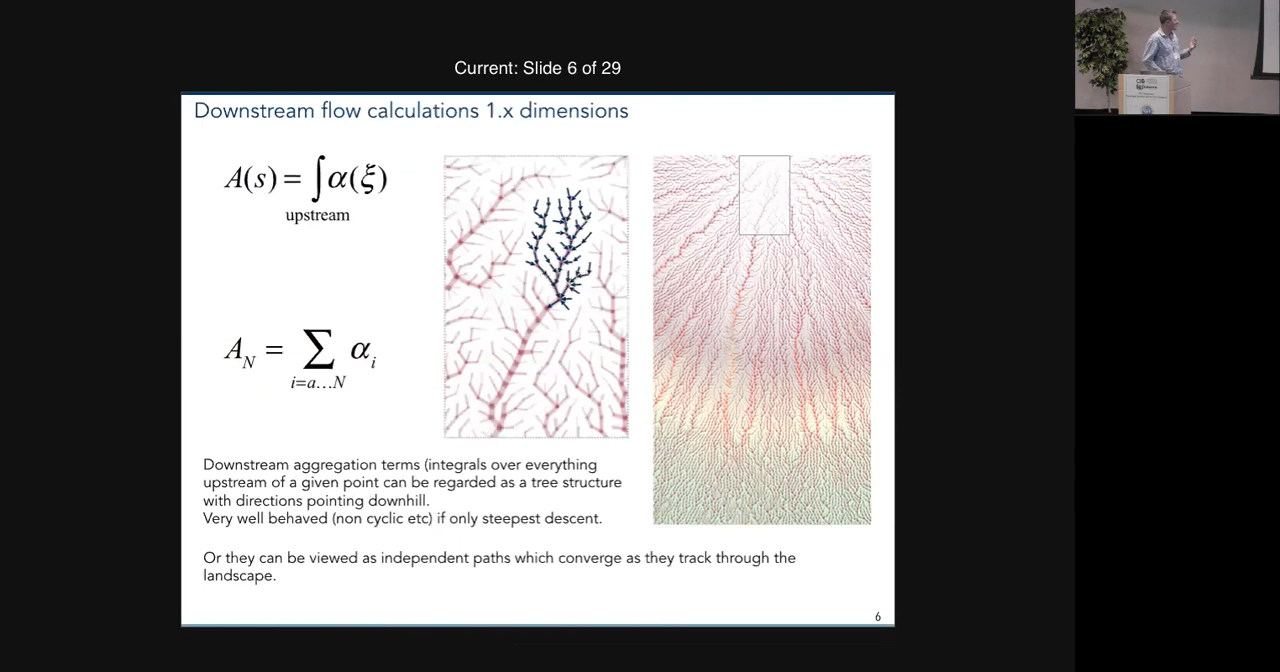 Current: Slide 6 of 29
Downstream flow calculations 1.x dimensions
A(s) = ∫α(ξ)
upstream
A_N = ∑ α_i
i=a…N
Downstream aggregation terms (integrals over everything
upstream of a given point can be regarded as a tree structure
with directions pointing downhill.
Very well behaved (non cyclic etc) if only steepest descent.
Or they can be viewed as independent paths which converge as they track through the
landscape.
6